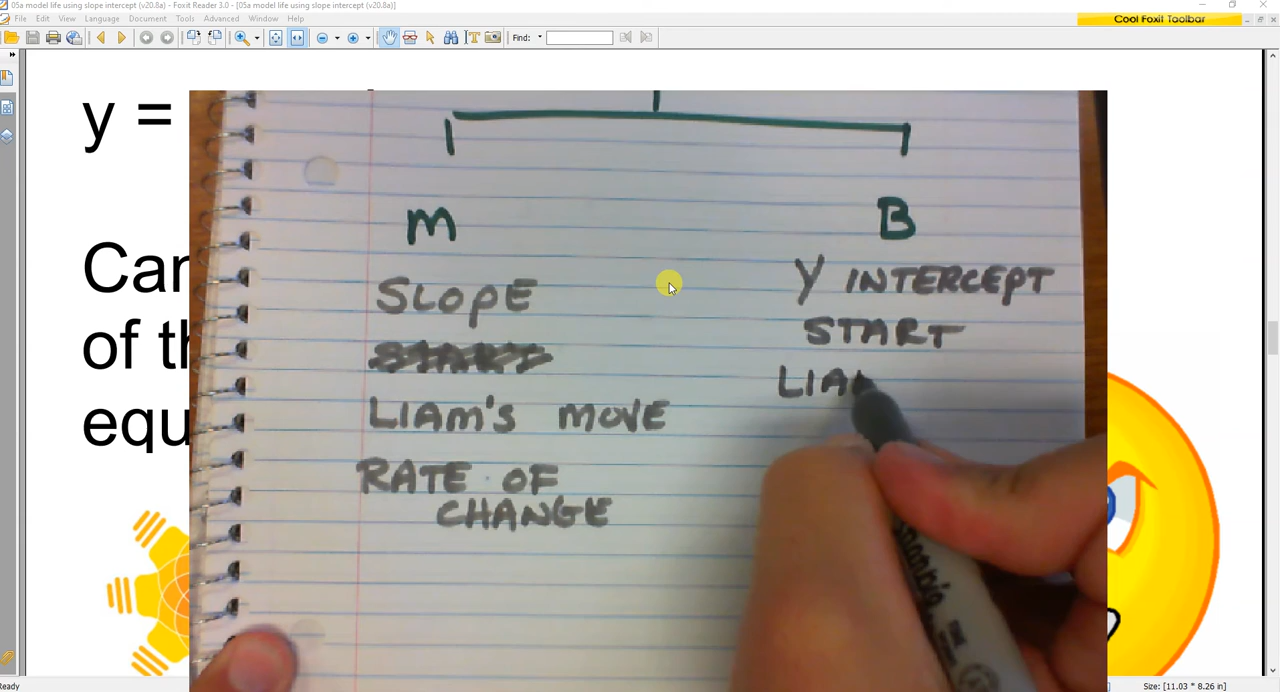 05a model life using slope intercept (v20.8a) - Foxit Reader 3.0 - [05a model life using slope intercept (v20.8a)]
File Edit View Language Document Tools Advanced Window Help
Cool Foxit Toolbar
Find:
y =
Car
of th
equ
M
B
SLOPE
Y INTERCEPT
START
LIAM'S MOVE
LIA
RATE OF
CHANGE
Ready
Size: [11.03 * 8.26 in]